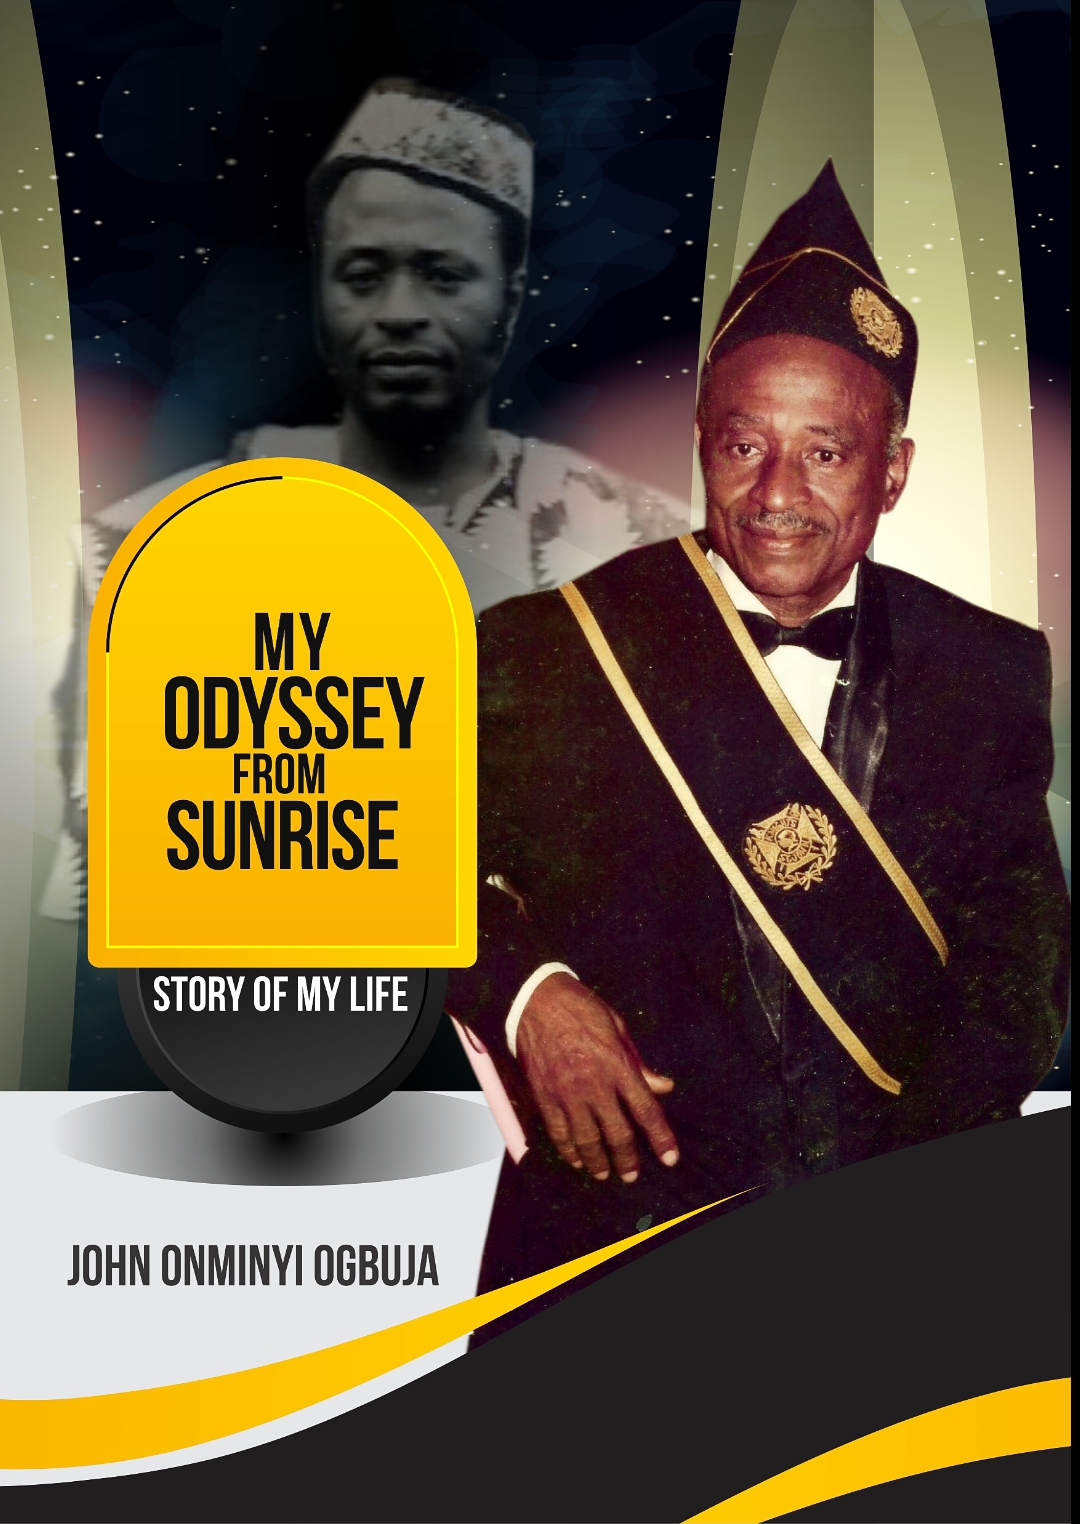 MY
ODYSSEY
FROM
SUNRISE
STORY OF MY LIFE
JOHN ONMINYI OGBUJA